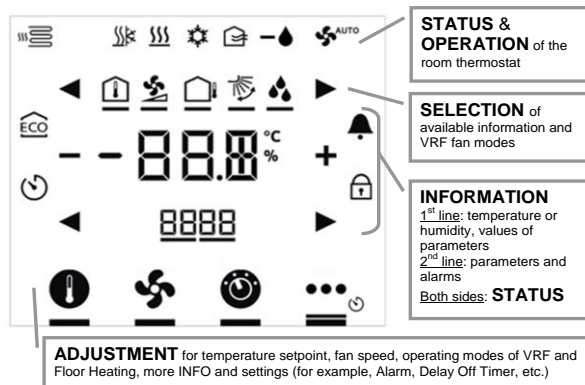 AUTO
STATUS &
OPERATION of the
room thermostat
SELECTION of
available information and
VRF fan modes
ECO
--88.8 °C
%
+
8888
INFORMATION
1st line: temperature or
humidity, values of
parameters
2nd line: parameters and
alarms
Both sides: STATUS
ADJUSTMENT for temperature setpoint, fan speed, operating modes of VRF and
Floor Heating, more INFO and settings (for example, Alarm, Delay Off Timer, etc.)